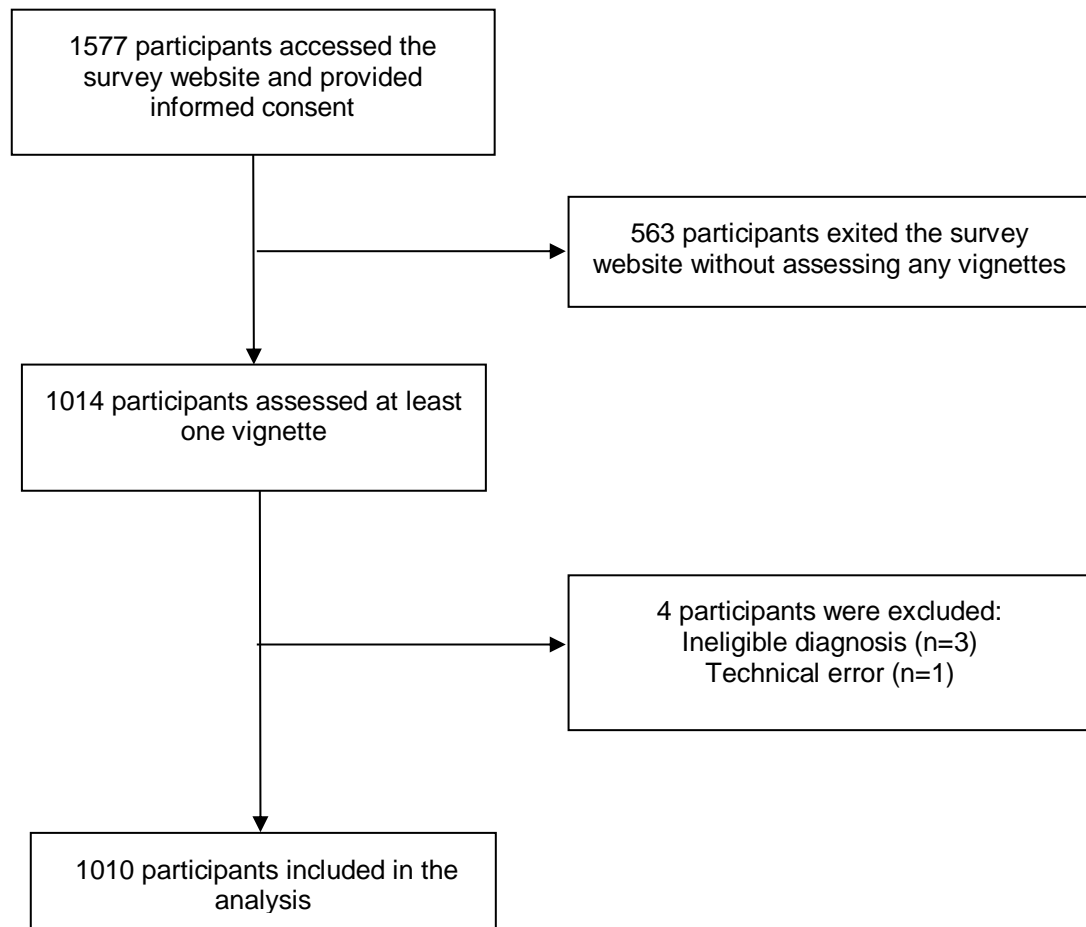 1577 participants accessed the
survey website and provided
informed consent
563 participants exited the survey
website without assessing any vignettes
1014 participants assessed at least
one vignette
4 participants were excluded:
Ineligible diagnosis (n=3)
Technical error (n=1)
1010 participants included in the
analysis